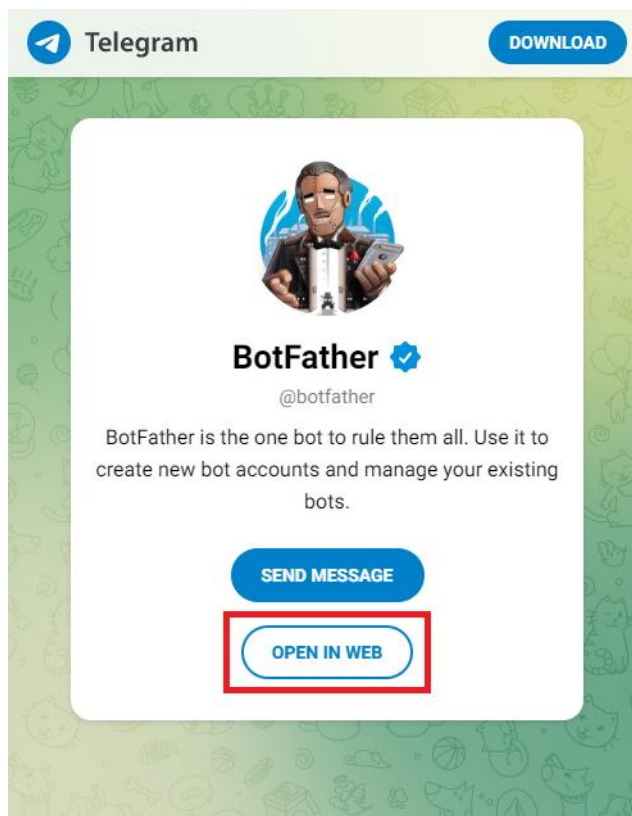 Telegram
DOWNLOAD
BotFather
@botfather
BotFather is the one bot to rule them all. Use it to
create new bot accounts and manage your existing
bots.
SEND MESSAGE
OPEN IN WEB